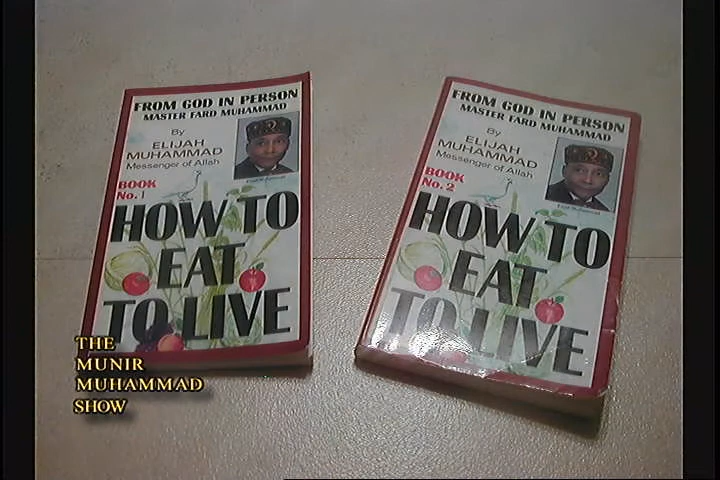 FROM GOD IN PERSON
MASTER FARD MUHAMMAD
By
ELIJAH
MUHAMMAD
Messenger of Allah
BOOK
No. 1
HOW TO
EAT
TO LIVE
FROM GOD IN PERSON
MASTER FARD MUHAMMAD
By
ELIJAH
MUHAMMAD
Messenger of Allah
BOOK
No. 2
HOW TO
EAT
TO LIVE
THE
MUNIR
MUHAMMAD
SHOW